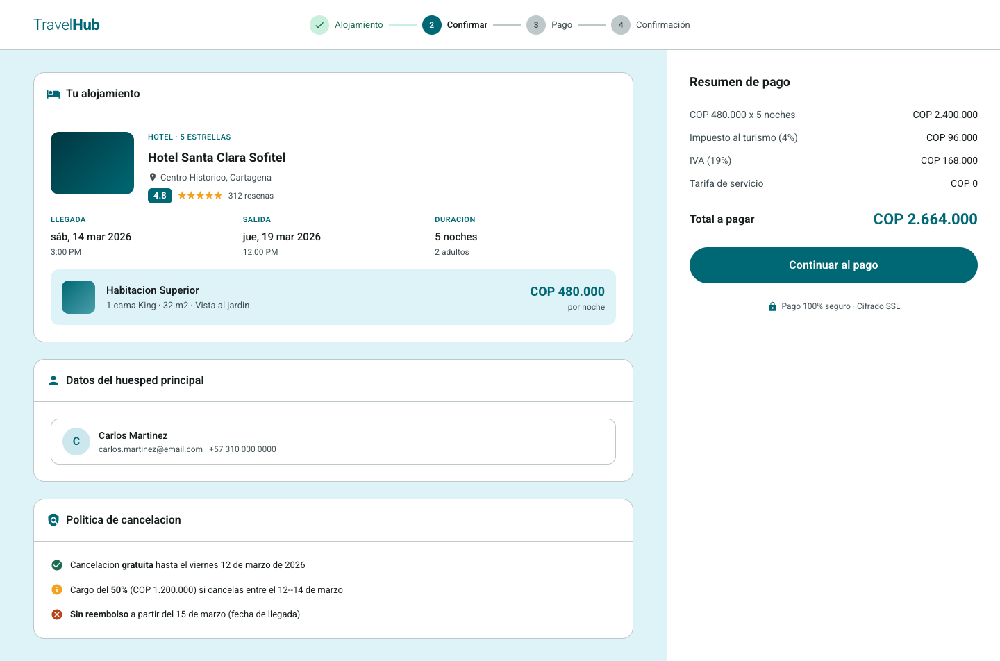 TravelHub
Alojamiento
2 Confirmar
3 Pago
4 Confirmación
Tu alojamiento
HOTEL · 5 ESTRELLAS
Hotel Santa Clara Sofitel
Centro Historico, Cartagena
4.8 ★★★★★ 312 resenas
LLEGADA
sáb, 14 mar 2026
3:00 PM
SALIDA
jue, 19 mar 2026
12:00 PM
DURACION
5 noches
2 adultos
Habitacion Superior
1 cama King · 32 m2 · Vista al jardin
COP 480.000
por noche
Datos del huesped principal
C
Carlos Martinez
carlos.martinez@email.com · +57 310 000 0000
Politica de cancelacion
Cancelacion gratuita hasta el viernes 12 de marzo de 2026
Cargo del 50% (COP 1.200.000) si cancelas entre el 12--14 de marzo
Sin reembolso a partir del 15 de marzo (fecha de llegada)
Resumen de pago
COP 480.000 x 5 noches COP 2.400.000
Impuesto al turismo (4%) COP 96.000
IVA (19%) COP 168.000
Tarifa de servicio COP 0
Total a pagar COP 2.664.000
Continuar al pago
Pago 100% seguro · Cifrado SSL